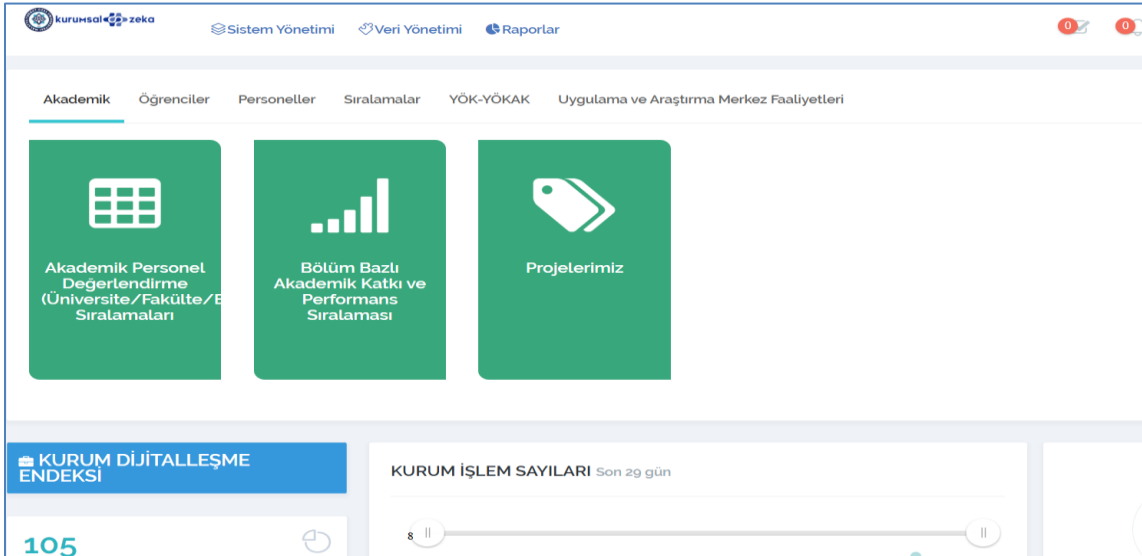 kurumsal zeka
Sistem Yönetimi Veri Yönetimi Raporlar
0 0
Akademik Öğrenciler Personeller Sıralamalar YÖK-YÖKAK Uygulama ve Araştırma Merkez Faaliyetleri
Akademik Personel
Değerlendirme
(Üniversite/Fakülte/B
Sıralamaları
Bölüm Bazlı
Akademik Katkı ve
Performans
Sıralaması
Projelerimiz
KURUM DİJİTALLEŞME
ENDEKSİ
105
KURUM İŞLEM SAYILARI Son 29 gün
8